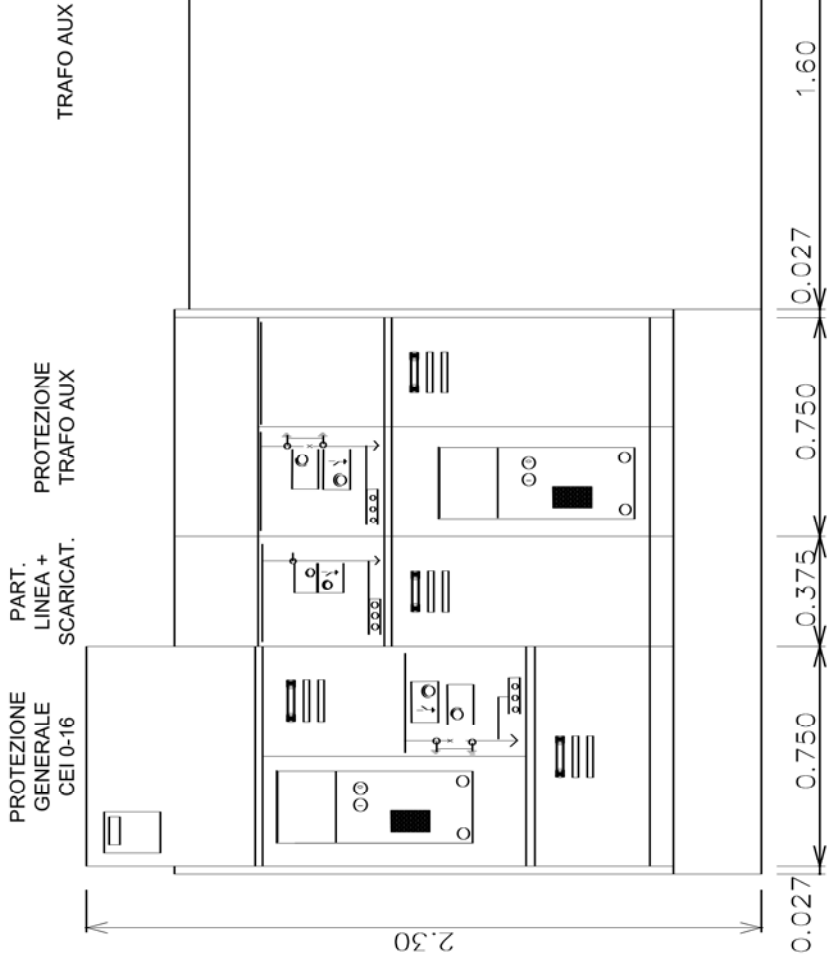 PROTEZIONE
GENERALE
CEI 0-16
PART.
LINEA +
SCARICAT.
PROTEZIONE
TRAFO AUX
TRAFO AUX
2.30
0.027
0.750
0.375
0.750
0.027
1.60